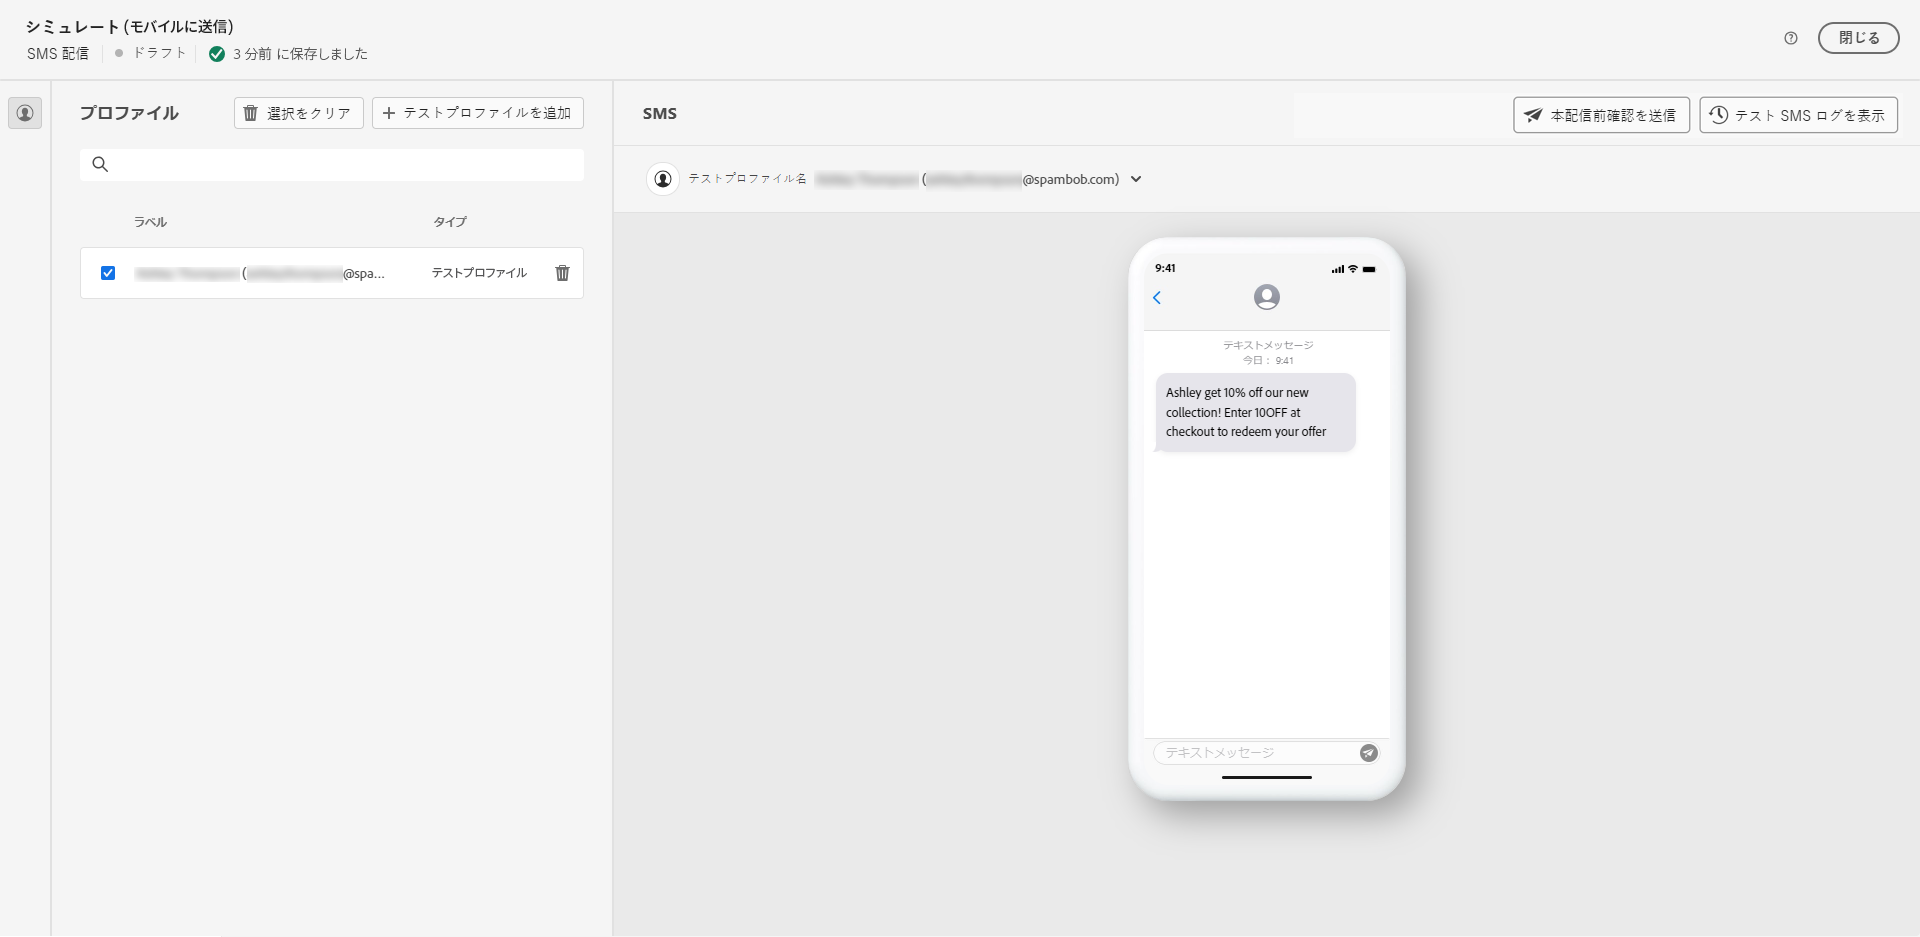 シミュレート (モバイルに送信)
SMS 配信
ドラフト
3 分前 に保存しました
閉じる
プロファイル
選択をクリア
テストプロファイルを追加
SMS
本配信前確認を送信
テスト SMS ログを表示
テストプロファイル名
(
@spambob.com)
ラベル
タイプ
(
@spa...
テストプロファイル
9:41
テキストメッセージ
今日： 9:41
Ashley get 10% off our new
collection! Enter 10OFF at
checkout to redeem your offer
テキストメッセージ